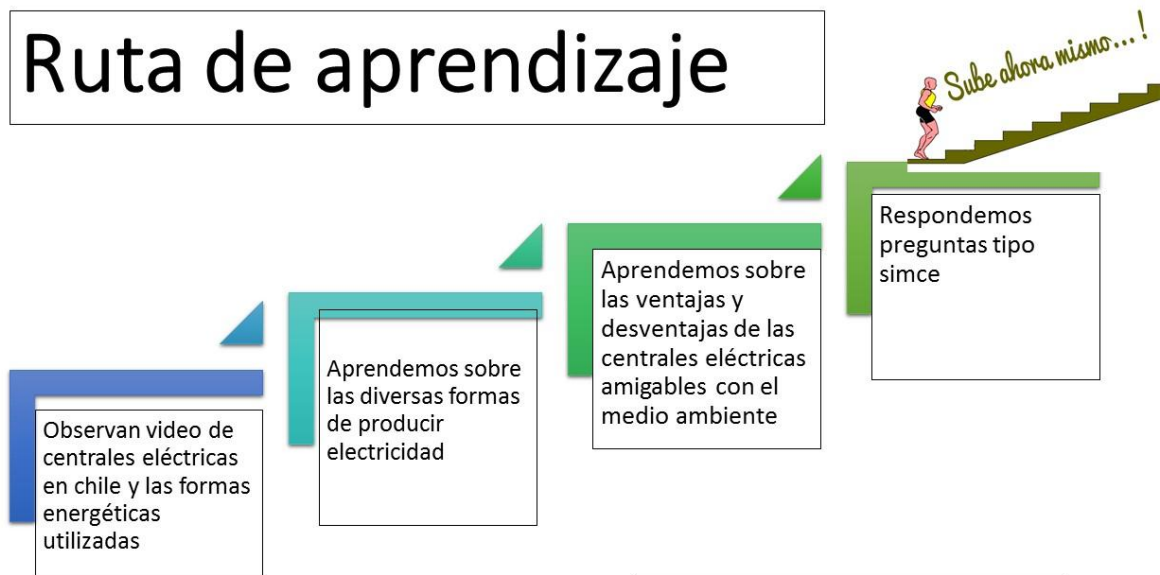 Ruta de aprendizaje
Sube ahora mismo...!
Observan video de
centrales eléctricas
en chile y las formas
energéticas
utilizadas
Aprendemos sobre
las diversas formas
de producir
electricidad
Aprendemos sobre
las ventajas y
desventajas de las
centrales eléctricas
amigables con el
medio ambiente
Respondemos
preguntas tipo
simce